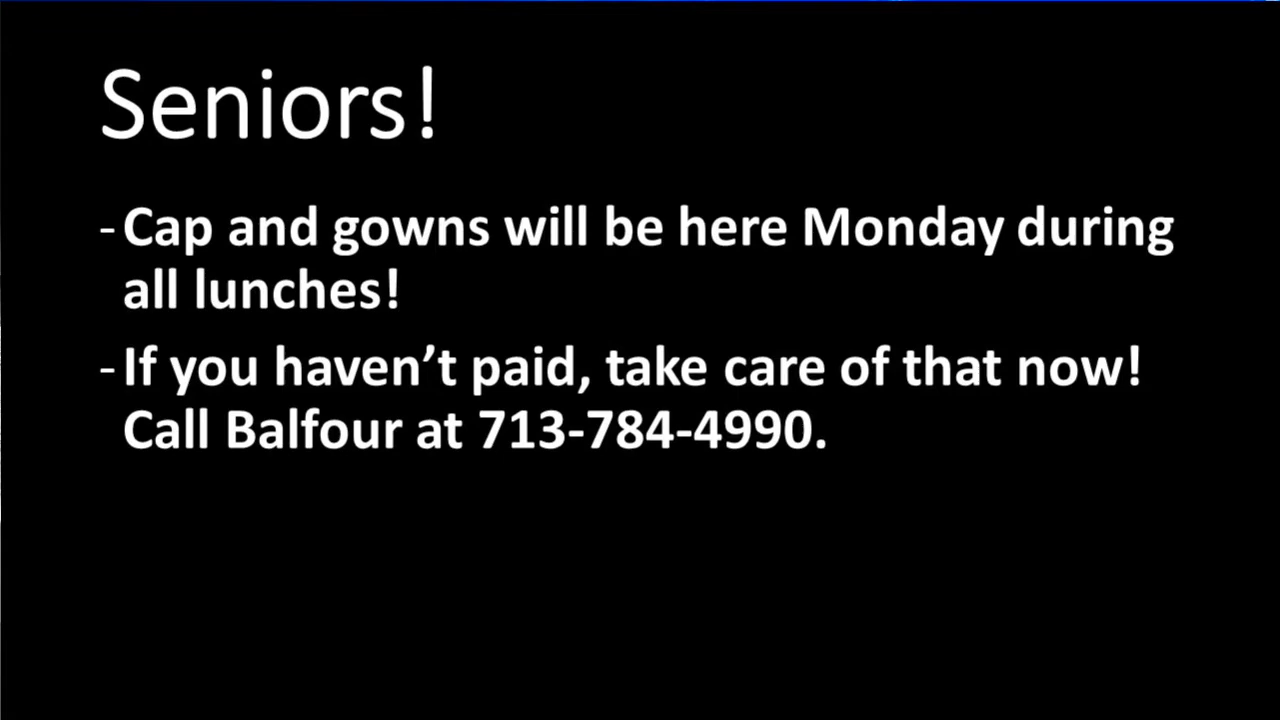 Seniors!
- Cap and gowns will be here Monday during
all lunches!
- If you haven’t paid, take care of that now!
Call Balfour at 713-784-4990.